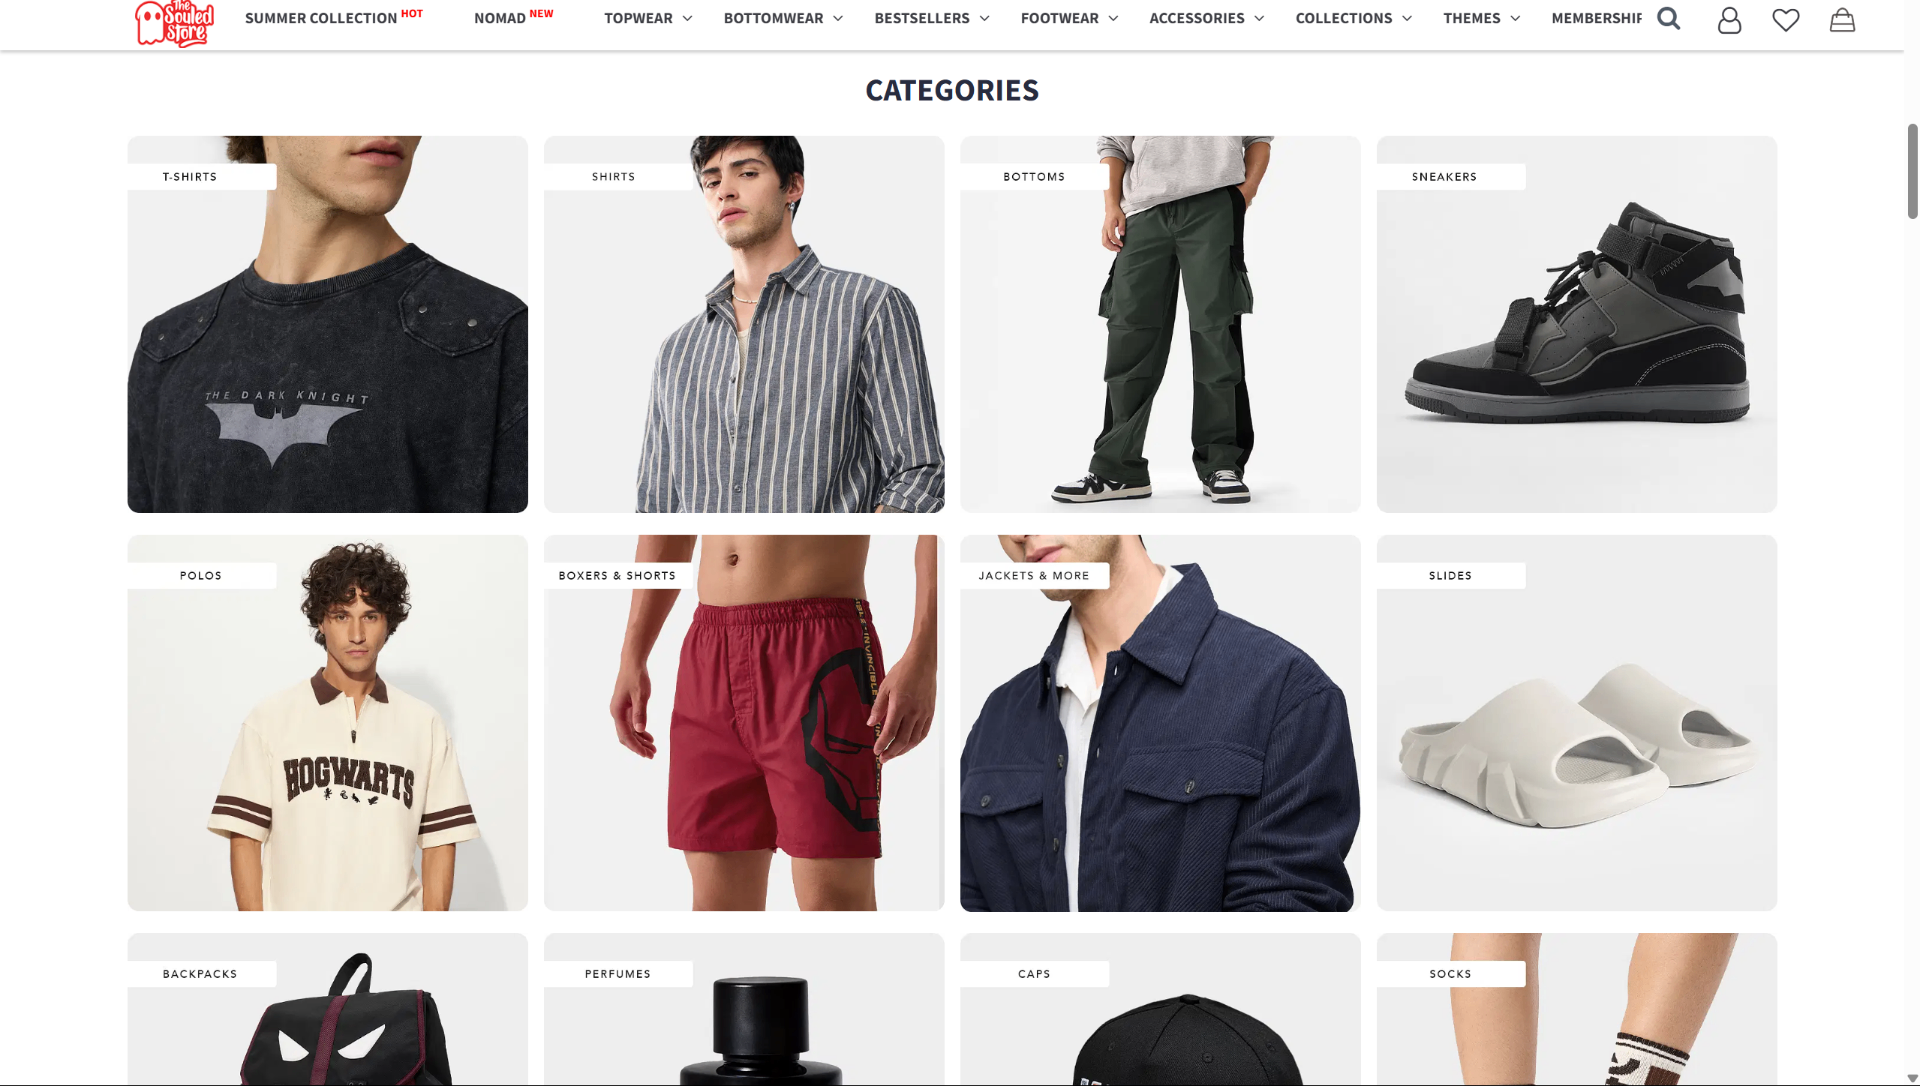 The Souled Store
SUMMER COLLECTION HOT
NOMAD NEW
TOPWEAR
BOTTOMWEAR
BESTSELLERS
FOOTWEAR
ACCESSORIES
COLLECTIONS
THEMES
MEMBERSHIP
CATEGORIES
T-SHIRTS
THE DARK KNIGHT
SHIRTS
BOTTOMS
SNEAKERS
POLOS
HOGWARTS
BOXERS & SHORTS
INVINCIBLE
JACKETS & MORE
SLIDES
BACKPACKS
PERFUMES
CAPS
SOCKS